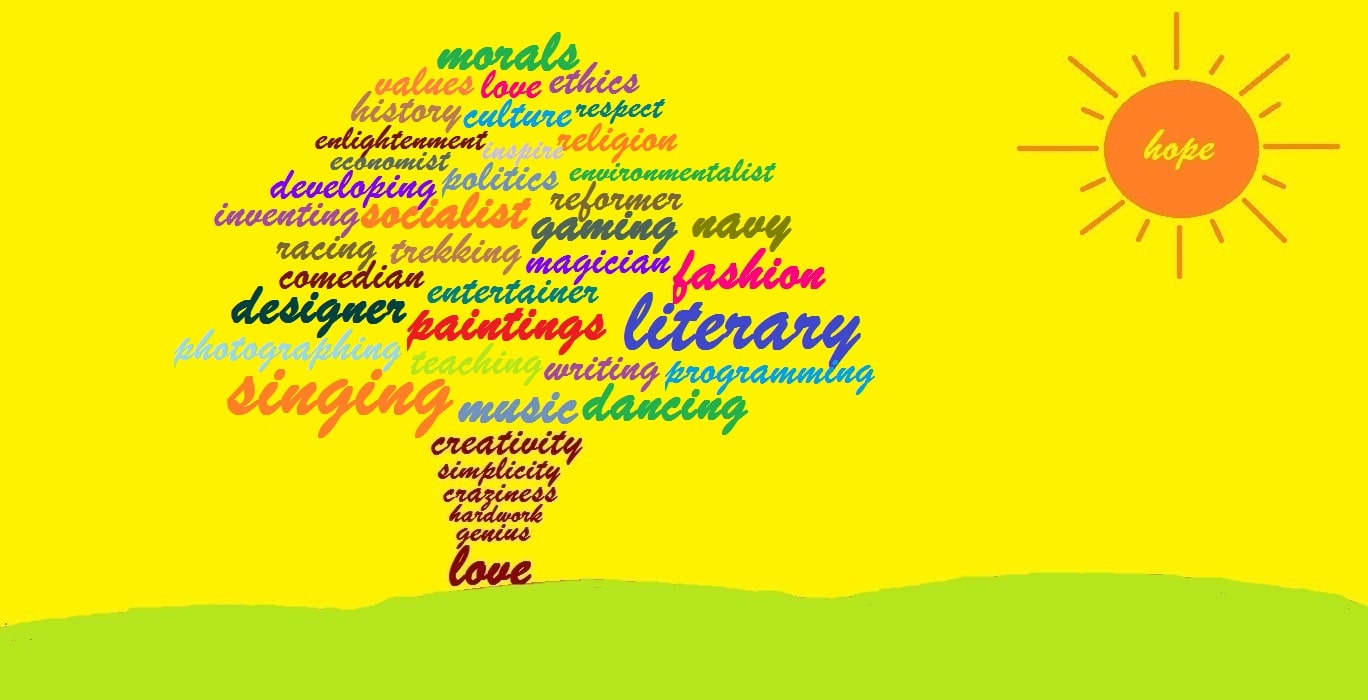 morals
values love ethics
history culture respect
enlightenment inspire religion
economist
developing politics environmentalist
reformer
inventing socialist gaming navy
racing trekking magician fashion
comedian entertainer
designer paintings literary
photographing teaching writing programming
singing music dancing
creativity
simplicity
craziness
hardwork
genius
love
hope